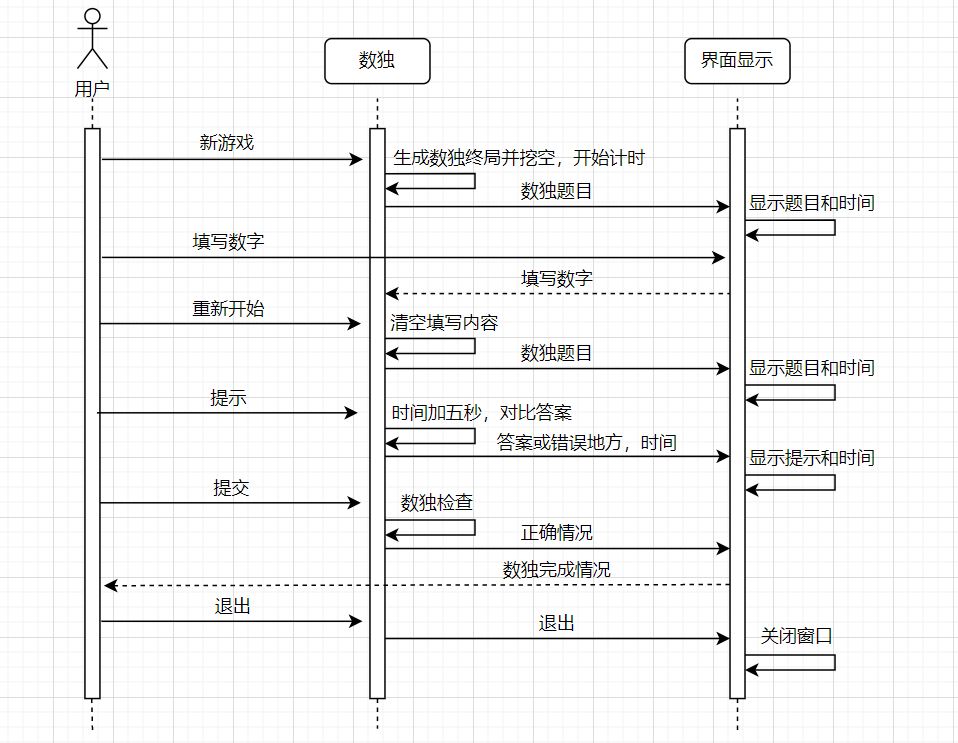 用户
数独
界面显示
新游戏
生成数独终局并挖空，开始计时
数独题目
显示题目和时间
填写数字
填写数字
重新开始
清空填写内容
数独题目
显示题目和时间
提示
时间加五秒，对比答案
答案或错误地方，时间
显示提示和时间
提交
数独检查
正确情况
数独完成情况
退出
退出
关闭窗口